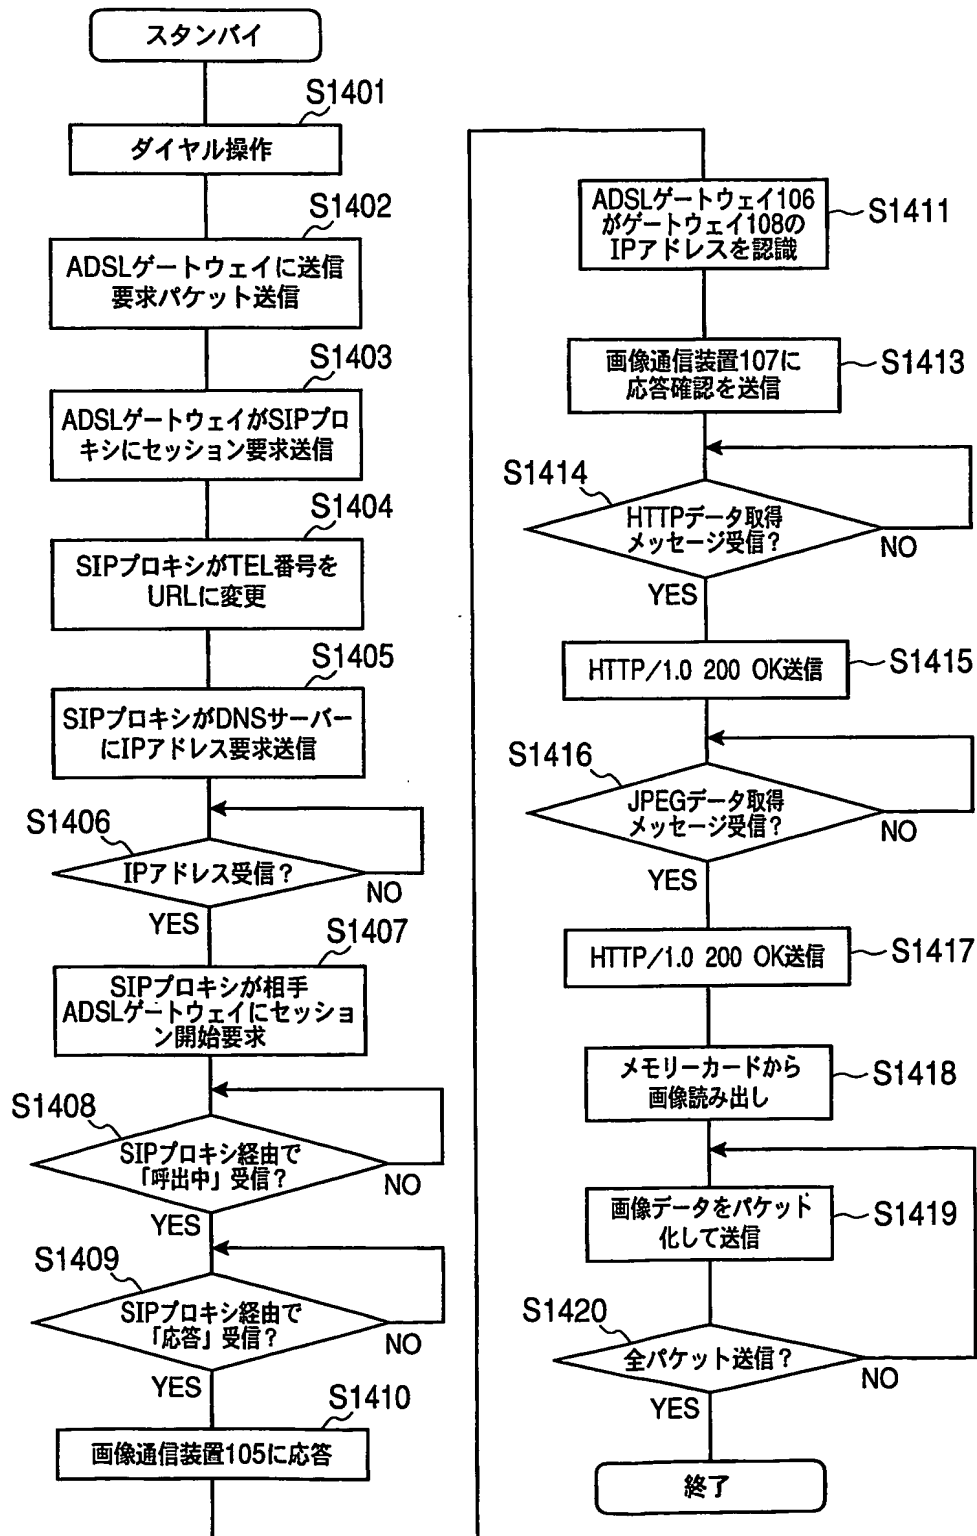 スタンバイ
S1401
ダイヤル操作
S1402
ADSLゲートウェイに送信
要求パケット送信
S1403
ADSLゲートウェイがSIPプロ
キシにセッション要求送信
S1404
SIPプロキシがTEL番号を
URLに変更
S1405
SIPプロキシがDNSサーバー
にIPアドレス要求送信
S1406
IPアドレス受信?
NO
YES
S1407
SIPプロキシが相手
ADSLゲートウェイにセッショ
ン開始要求
S1408
SIPプロキシ経由で
「呼出中」受信?
NO
YES
S1409
SIPプロキシ経由で
「応答」受信?
NO
YES
S1410
画像通信装置105に応答
ADSLゲートウェイ106
がゲートウェイ108の
IPアドレスを認識
S1411
画像通信装置107に
応答確認を送信
S1413
S1414
HTTPデータ取得
メッセージ受信?
NO
YES
HTTP/1.0 200 OK送信
S1415
S1416
JPEGデータ取得
メッセージ受信?
NO
YES
HTTP/1.0 200 OK送信
S1417
メモリーカードから
画像読み出し
S1418
画像データをパケット
化して送信
S1419
S1420
全パケット送信?
NO
YES
終了